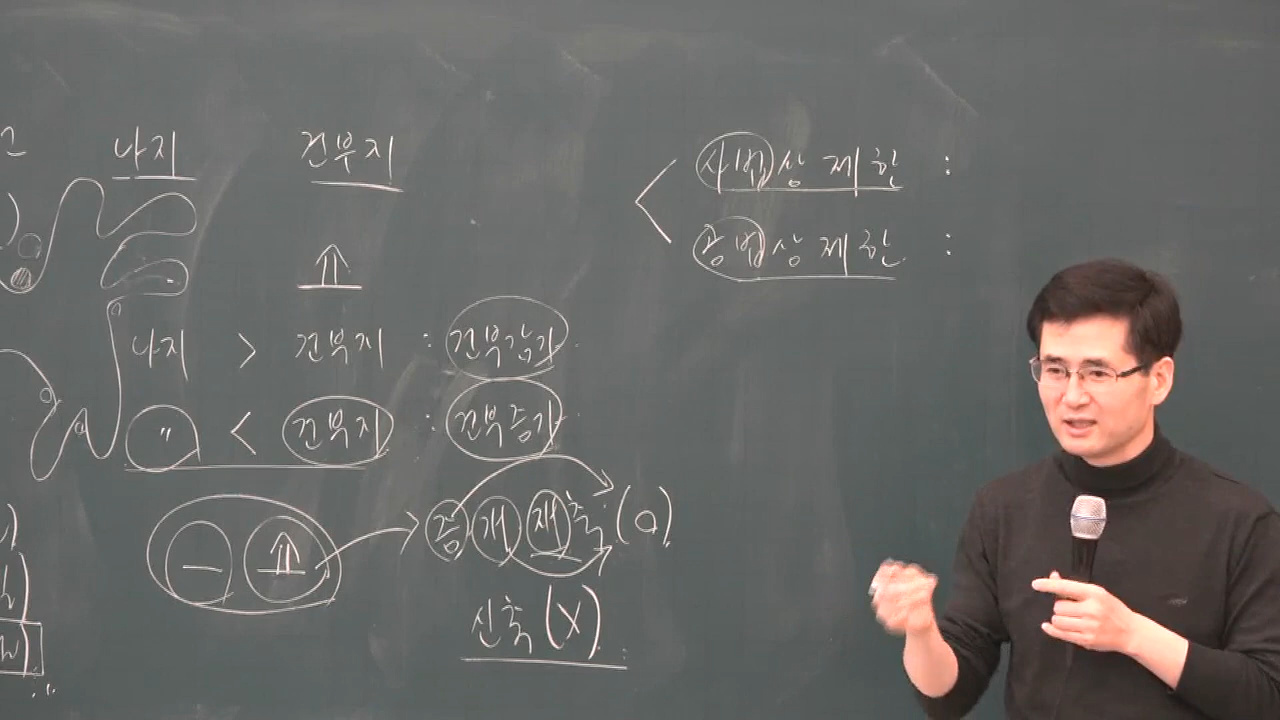 나지 건부지
나지 > 건부지 : 건부감가
〃 < 건부지 : 건부증가
증 개 재축 (O)
신축 (X)
사법상 제한 :
공법상 제한 :